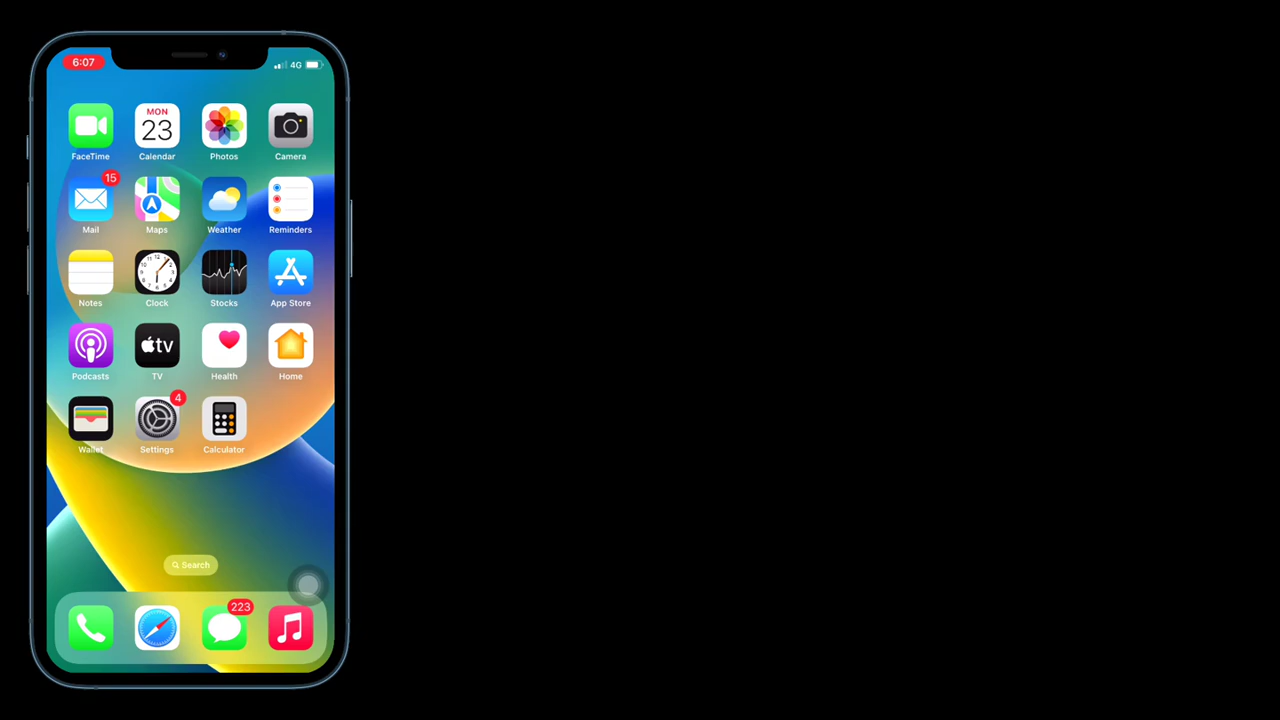 6:07
4G
MON
23
FaceTime
Calendar
Photos
Camera
15
Mail
Maps
Weather
Reminders
Notes
Clock
Stocks
App Store
tv
Podcasts
TV
Health
Home
4
Wallet
Settings
Calculator
Search
223